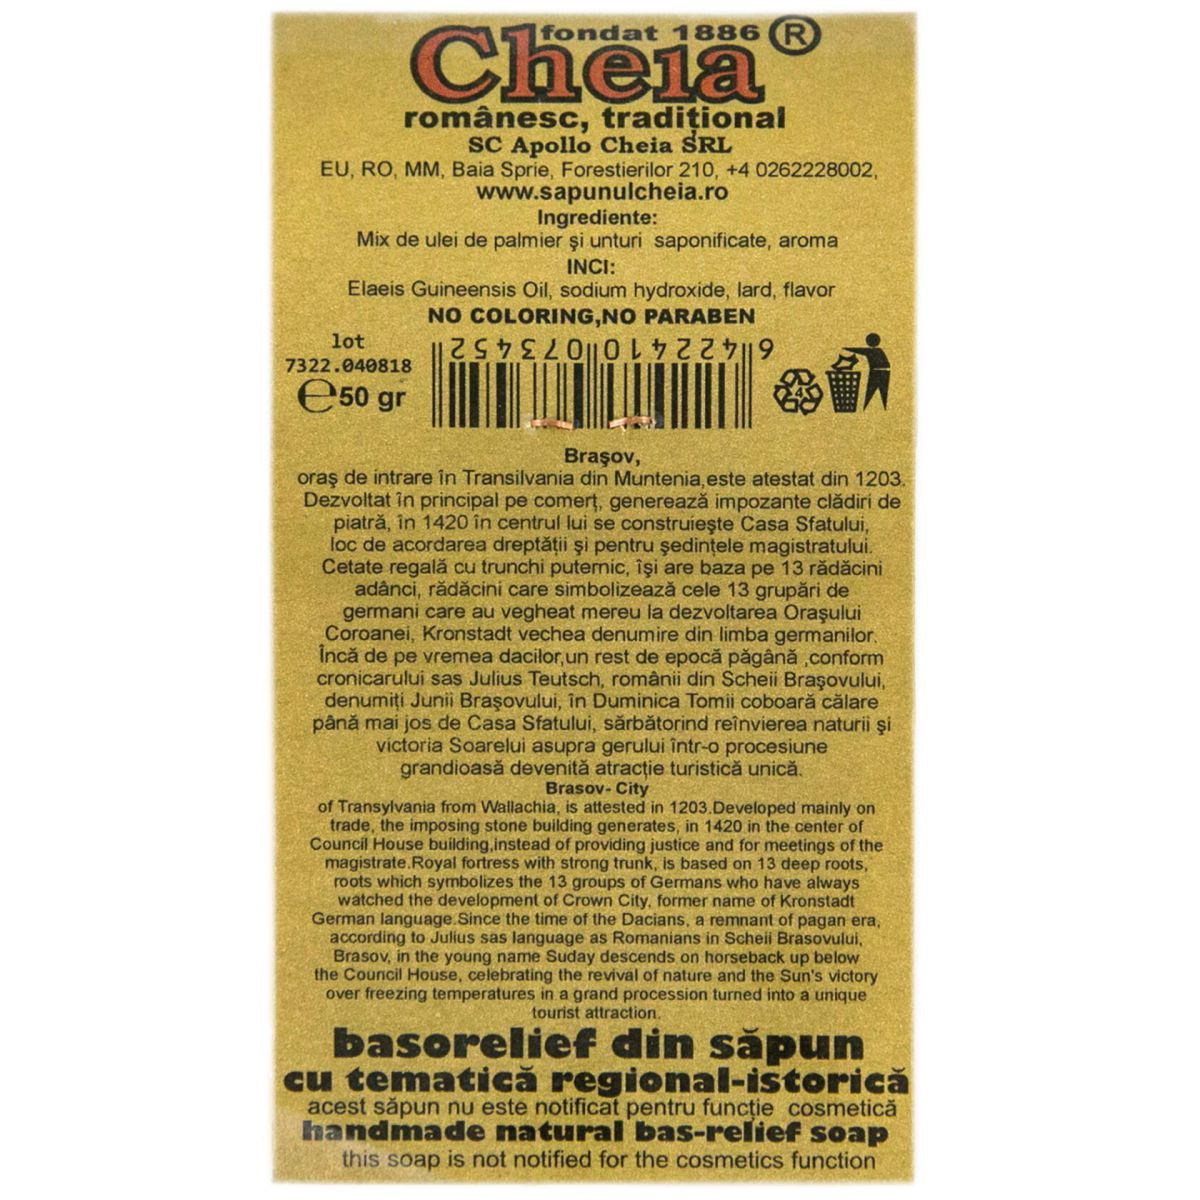 fondat 1886 ®
Cheia
românesc, tradițional
SC Apollo Cheia SRL
EU, RO, MM, Baia Sprie, Forestierilor 210, +4 0262228002,
www.sapunulcheia.ro
Ingrediente:
Mix de ulei de palmier şi unturi saponificate, aroma
INCI:
Elaeis Guineensis Oil, sodium hydroxide, lard, flavor
NO COLORING,NO PARABEN
lot
7322.040818
℮50 gr
6422410073452
4
Braşov,
oraş de intrare în Transilvania din Muntenia,este atestat din 1203.
Dezvoltat în principal pe comerț, generează impozante clădiri de
piatră, în 1420 în centrul lui se construieşte Casa Sfatului,
loc de acordarea dreptății şi pentru şedințele magistratului.
Cetate regală cu trunchi puternic, îşi are baza pe 13 rădăcini
adânci, rădăcini care simbolizează cele 13 grupări de
germani care au vegheat mereu la dezvoltarea Oraşului
Coroanei, Kronstadt vechea denumire din limba germanilor.
Încă de pe vremea dacilor,un rest de epocă păgână ,conform
cronicarului sas Julius Teutsch, românii din Scheii Braşovului,
denumiți Junii Braşovului, în Duminica Tomii coboară călare
până mai jos de Casa Sfatului, sărbătorind reînvierea naturii şi
victoria Soarelui asupra gerului într-o procesiune
grandioasă devenită atracție turistică unică.
Brasov- City
of Transylvania from Wallachia, is attested in 1203.Developed mainly on
trade, the imposing stone building generates, in 1420 in the center of
Council House building,instead of providing justice and for meetings of the
magistrate.Royal fortress with strong trunk, is based on 13 deep roots,
roots which symbolizes the 13 groups of Germans who have always
watched the development of Crown City, former name of Kronstadt
German language.Since the time of the Dacians, a remnant of pagan era,
according to Julius sas language as Romanians in Scheii Brasovului,
Brasov, in the young name Suday descends on horseback up below
the Council House, celebrating the revival of nature and the Sun's victory
over freezing temperatures in a grand procession turned into a unique
tourist attraction.
basorelief din săpun
cu tematică regional-istorică
acest săpun nu este notificat pentru funcție cosmetică
handmade natural bas-relief soap
this soap is not notified for the cosmetics function